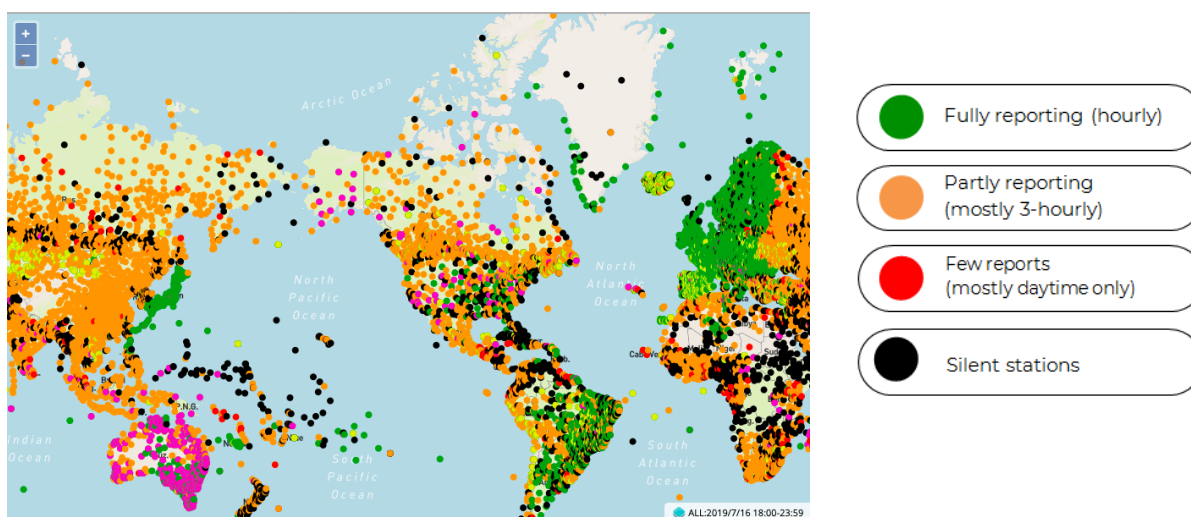 +
−
Arctic Ocean
North
Pacific
Ocean
North
Atlantic
Ocean
P.N.G.
Indian
Ocean
South
Pacific
Ocean
South
Atlantic
Ocean
ALL:2019/7/16 18:00-23:59
Fully reporting (hourly)
Partly reporting
(mostly 3-hourly)
Few reports
(mostly daytime only)
Silent stations